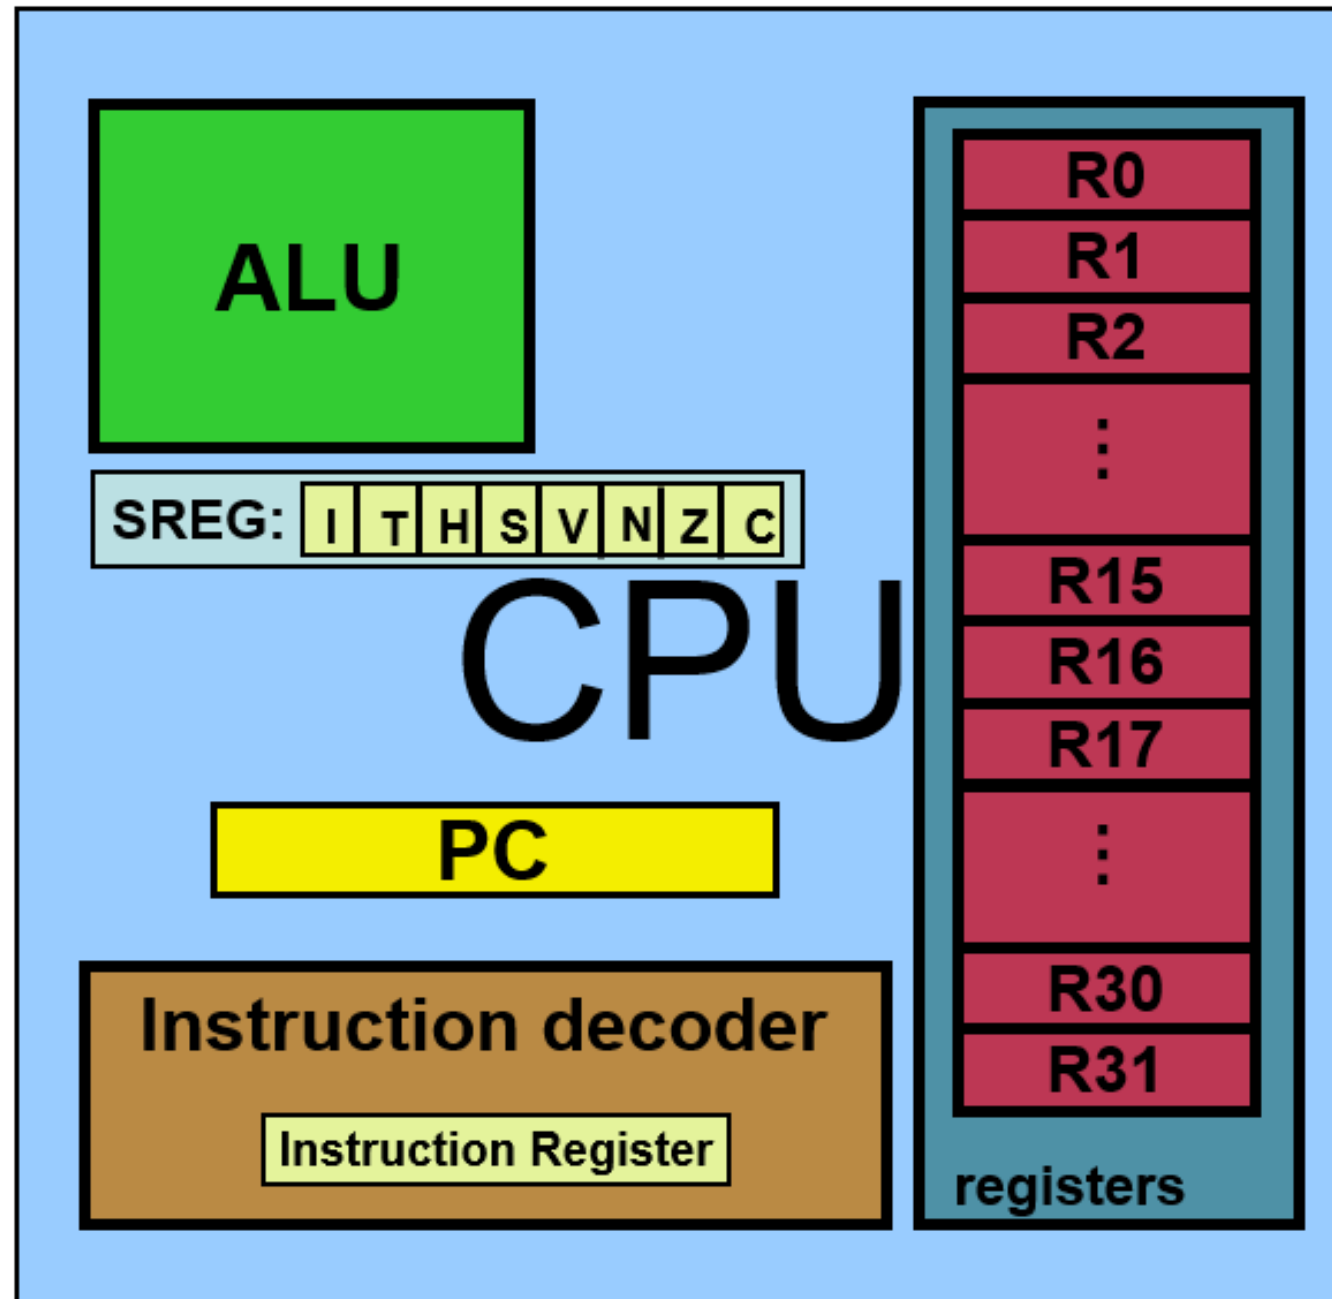 ALU
SREG: I T H S V N Z C
CPU
PC
Instruction decoder
Instruction Register
R0
R1
R2
⋮
R15
R16
R17
⋮
R30
R31
registers